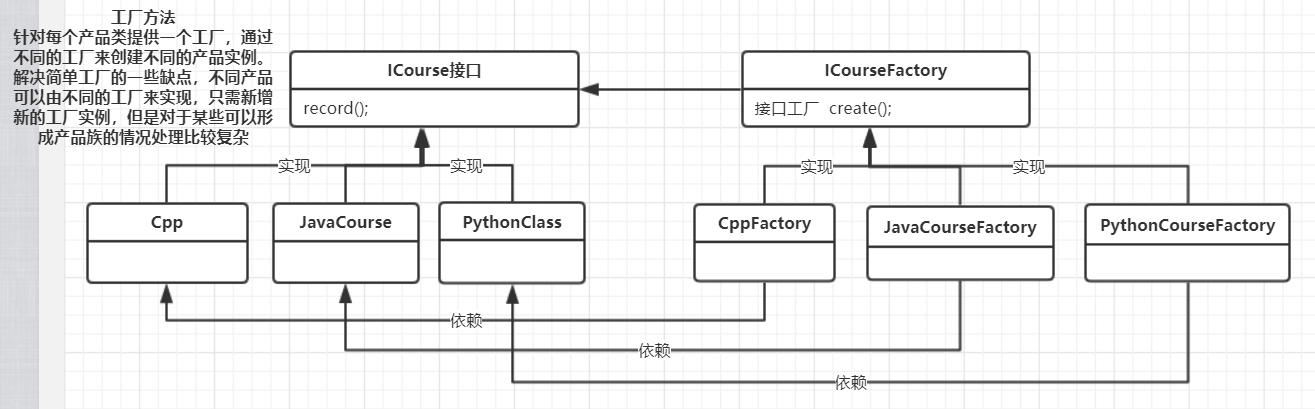 工厂方法
针对每个产品类提供一个工厂，通过
不同的工厂来创建不同的产品实例。
解决简单工厂的一些缺点，不同产品
可以由不同的工厂来实现，只需新增
新的工厂实例，但是对于某些可以形
成产品族的情况处理比较复杂
ICourse接口
record();
ICourseFactory
接口工厂 create();
实现
实现
实现
实现
Cpp
JavaCourse
PythonClass
CppFactory
JavaCourseFactory
PythonCourseFactory
依赖
依赖
依赖